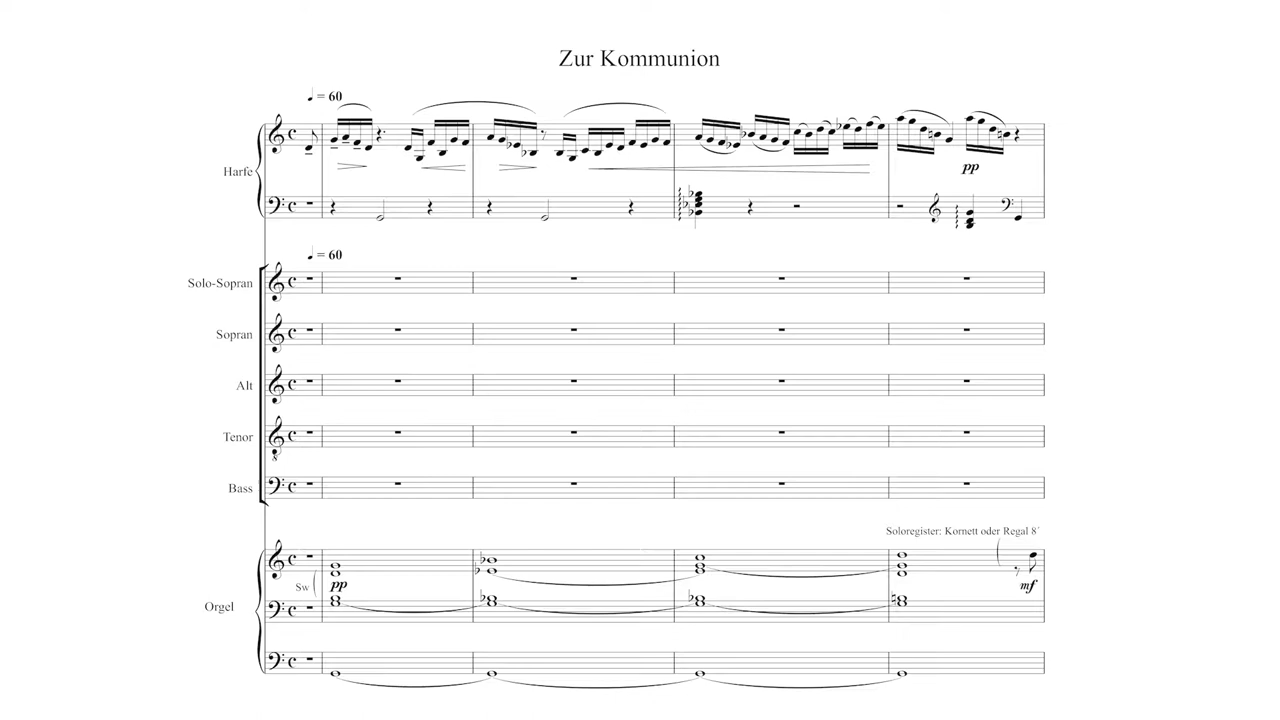 Zur Kommunion
♩ = 60
Harfe
pp
♩ = 60
Solo-Sopran
Sopran
Alt
Tenor
8
Bass
Soloregister: Kornett oder Regal 8´
Sw
pp
mf
Orgel